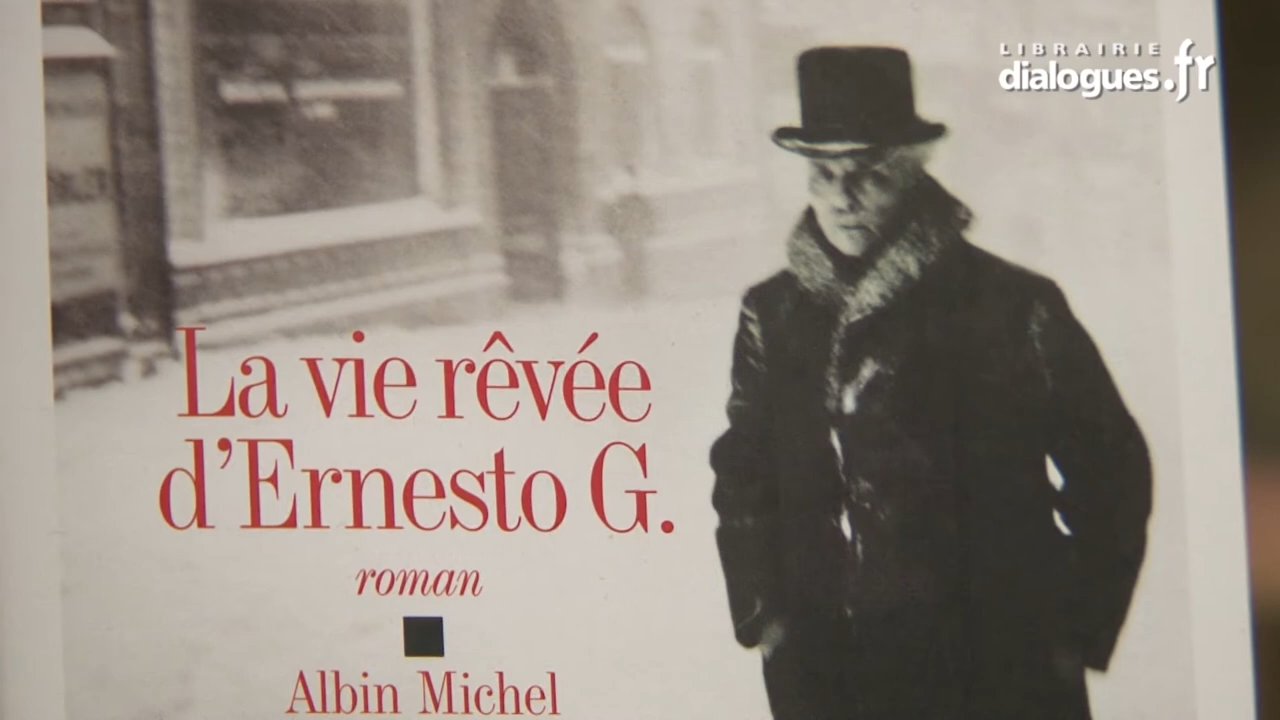 LIBRAIRIE
dialogues.fr
La vie rêvée
d'Ernesto G.
roman
Albin Michel